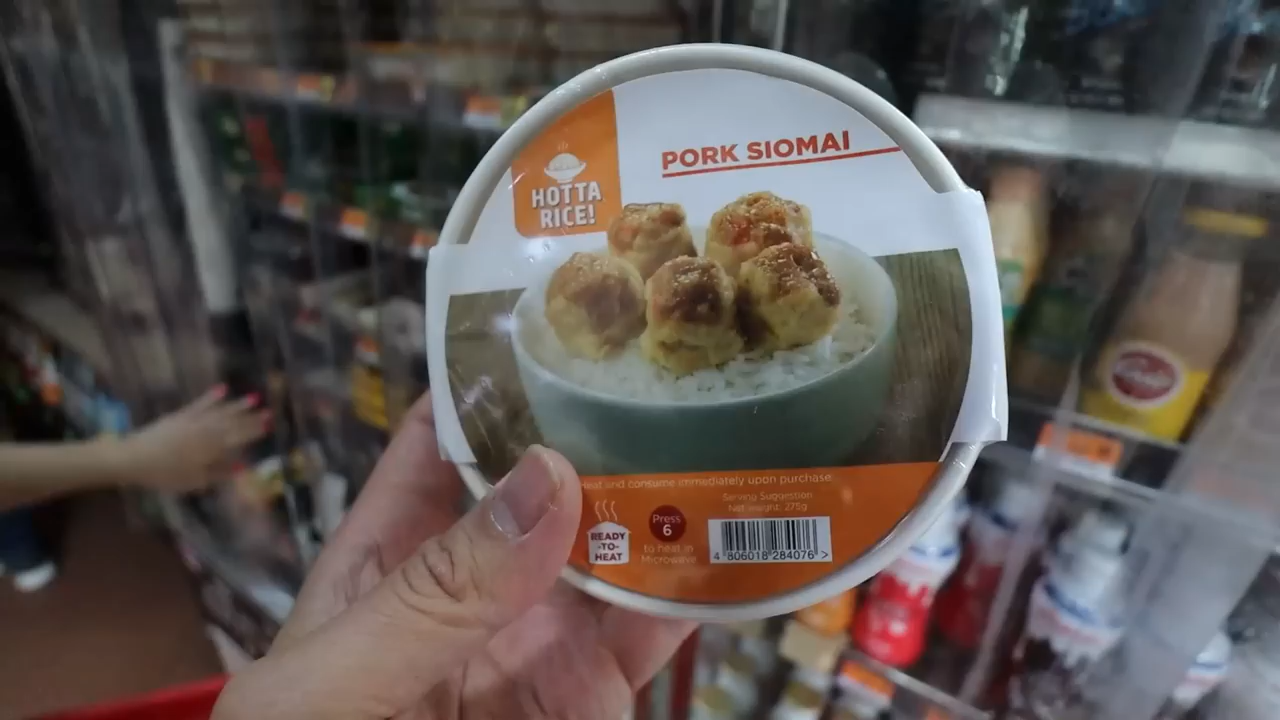 PORK SIOMAI
HOTTA
RICE!
Heat and consume immediately upon purchase
Serving Suggestion
Net weight: 275g
READY
-TO-
HEAT
Press
6
to heat in
Microwave
4 806018 284076 >